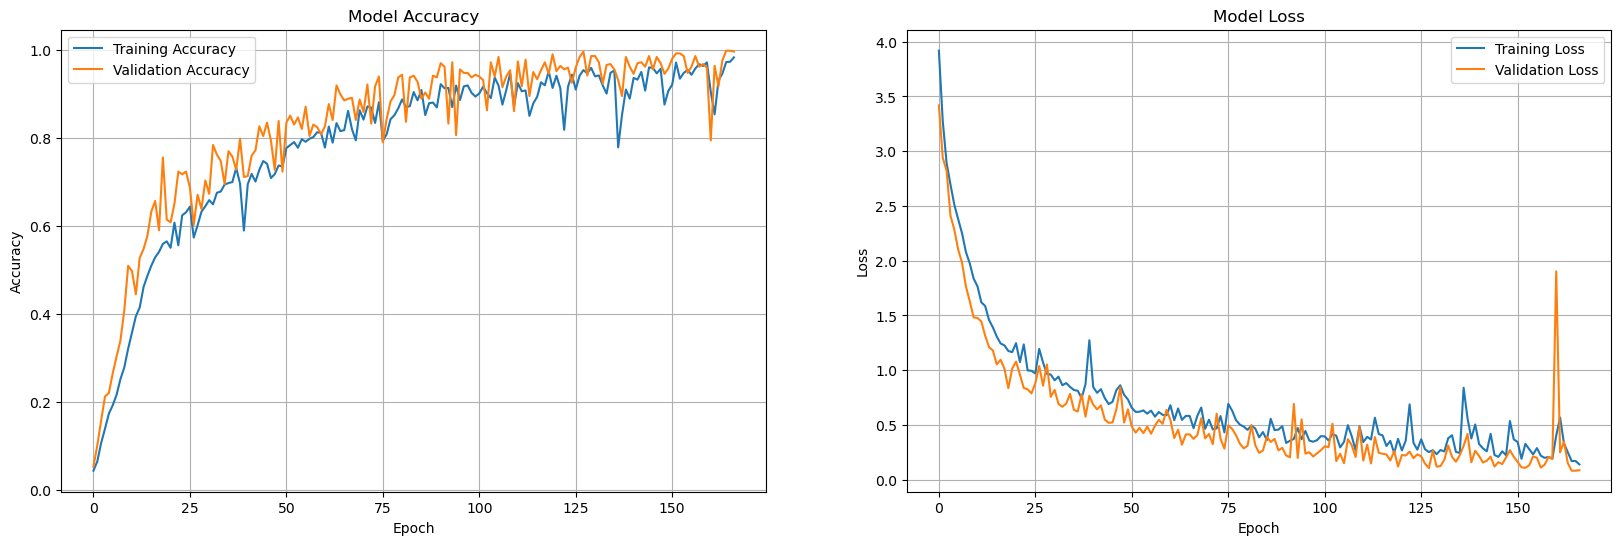 Model Accuracy
Training Accuracy
Validation Accuracy
1.0
0.8
0.6
0.4
0.2
0.0
Accuracy
0
25
50
75
100
125
150
Epoch
Model Loss
Training Loss
Validation Loss
4.0
3.5
3.0
2.5
2.0
1.5
1.0
0.5
0.0
Loss
0
25
50
75
100
125
150
Epoch